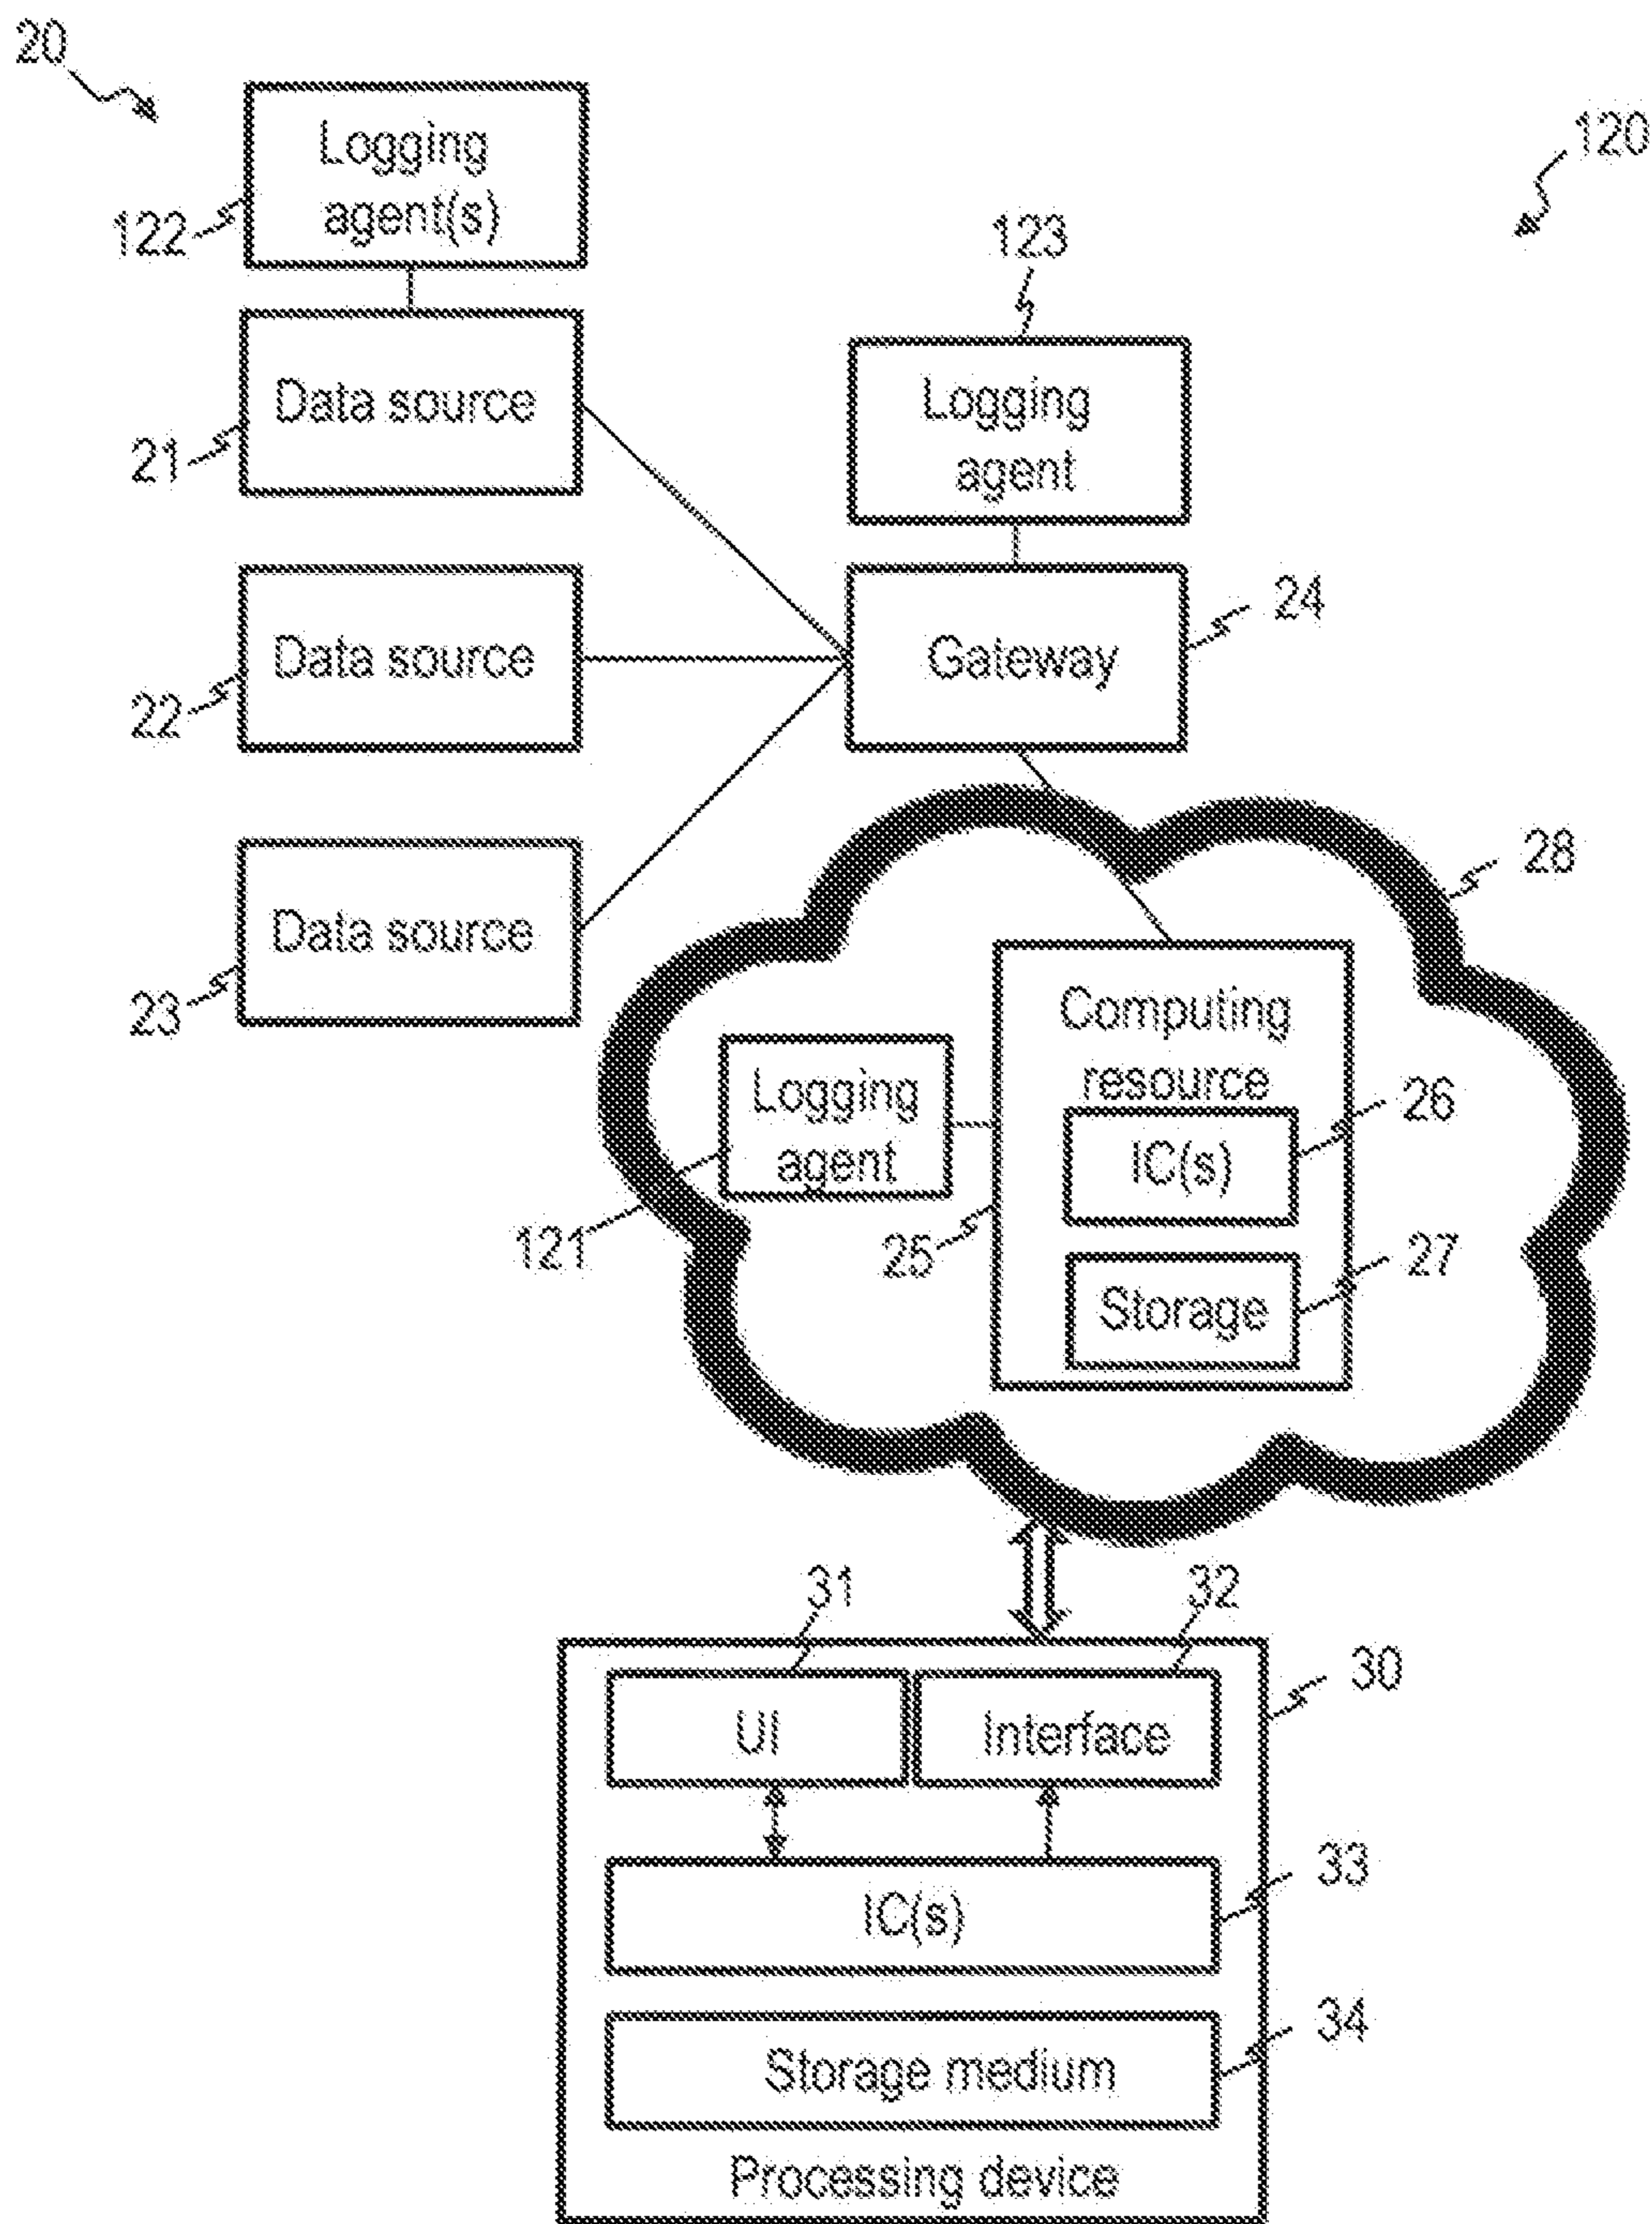 20
120
Logging
agent(s)
122
123
Data source
21
Logging
agent
Data source
22
Gateway
24
Data source
23
28
Computing
resource
Logging
agent
121
25
IC(s)
26
Storage
27
31
32
UI
Interface
30
IC(s)
33
Storage medium
34
Processing device